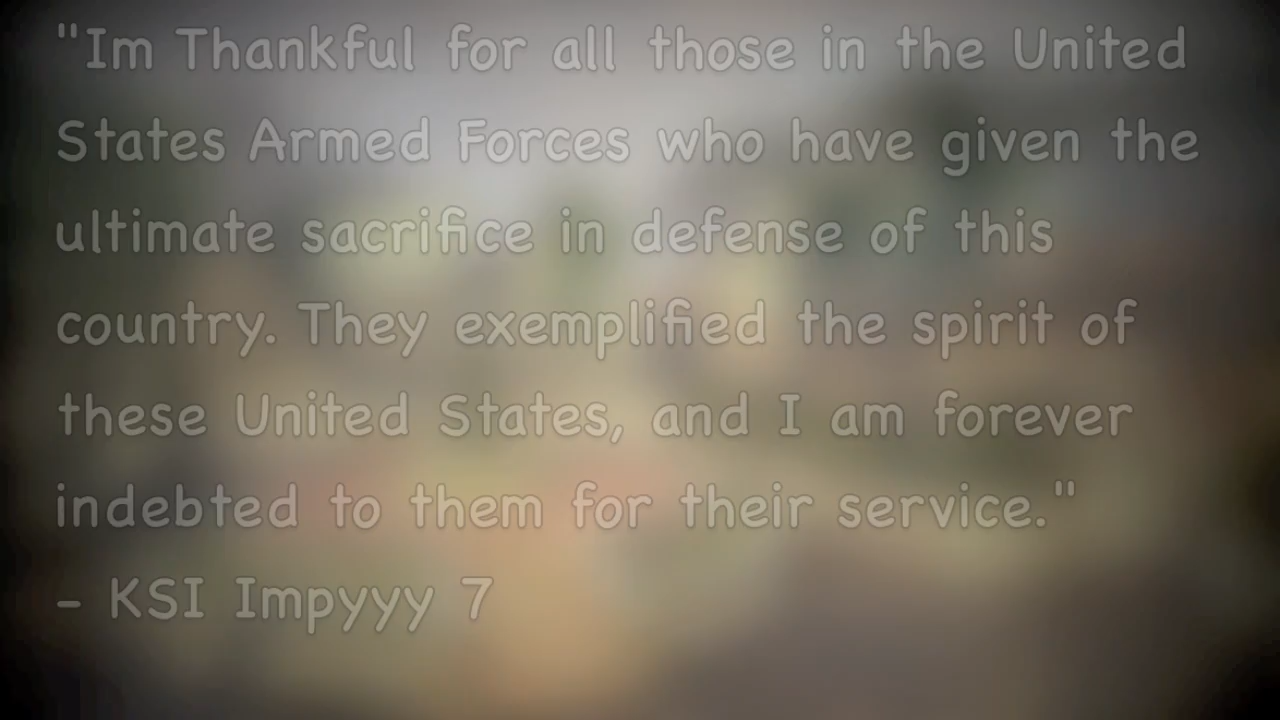 "Im Thankful for all those in the United
States Armed Forces who have given the
ultimate sacrifice in defense of this
country. They exemplified the spirit of
these United States, and I am forever
indebted to them for their service."
- KSI Impyyy 7